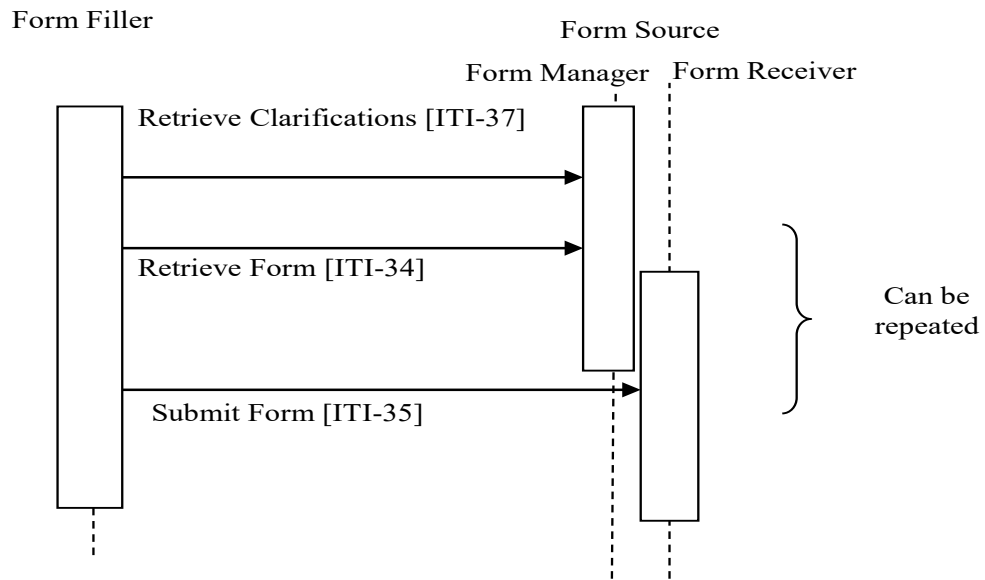 Form Filler
Form Source
Form Manager
Form Receiver
Retrieve Clarifications [ITI-37]
Retrieve Form [ITI-34]
Can be
repeated
Submit Form [ITI-35]